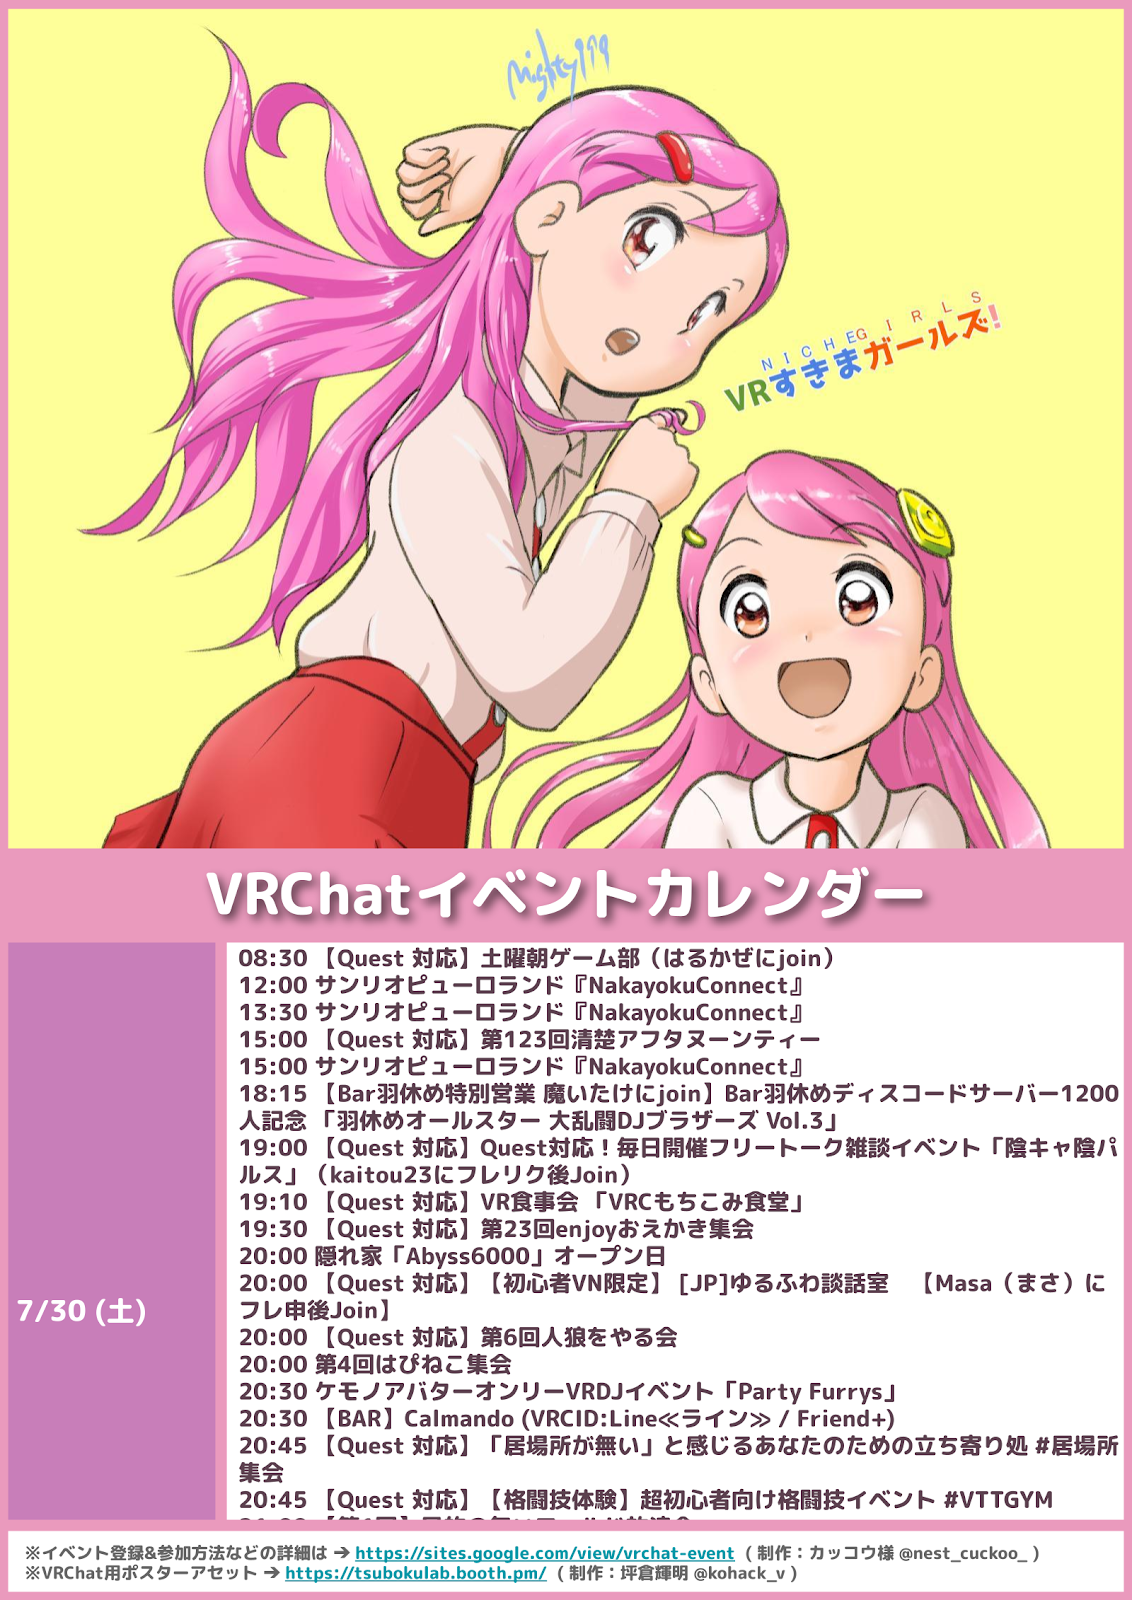 mighty199
NICHE GIRLS
VRすきまガールズ!
VRChatイベントカレンダー
7/30 (土)
08:30 【Quest 対応】土曜朝ゲーム部（はるかぜにjoin）
12:00 サンリオピューロランド『NakayokuConnect』
13:30 サンリオピューロランド『NakayokuConnect』
15:00 【Quest 対応】第123回清楚アフタヌーンティー
15:00 サンリオピューロランド『NakayokuConnect』
18:15 【Bar羽休め特別営業 魔いたけにjoin】Bar羽休めディスコードサーバー1200
人記念 「羽休めオールスター 大乱闘DJブラザーズ Vol.3」
19:00 【Quest 対応】Quest対応！毎日開催フリートーク雑談イベント「陰キャ陰パ
ルス」（kaitou23にフレリク後Join）
19:10 【Quest 対応】VR食事会 「VRCもちこみ食堂」
19:30 【Quest 対応】第23回enjoyおえかき集会
20:00 隠れ家「Abyss6000」オープン日
20:00 【Quest 対応】【初心者VN限定】 [JP]ゆるふわ談話室　【Masa（まさ）に
フレ申後Join】
20:00 【Quest 対応】第6回人狼をやる会
20:00 第4回はぴねこ集会
20:30 ケモノアバターオンリーVRDJイベント「Party Furrys」
20:30 【BAR】Calmando (VRCID:Line≪ライン≫ / Friend+)
20:45 【Quest 対応】「居場所が無い」と感じるあなたのための立ち寄り処 #居場所
集会
20:45 【Quest 対応】【格闘技体験】超初心者向け格闘技イベント #VTTGYM
※イベント登録&参加方法などの詳細は ➔ https://sites.google.com/view/vrchat-event ( 制作：カッコウ様 @nest_cuckoo_ )
※VRChat用ポスターアセット ➔ https://tsubokulab.booth.pm/ ( 制作：坪倉輝明 @kohack_v )